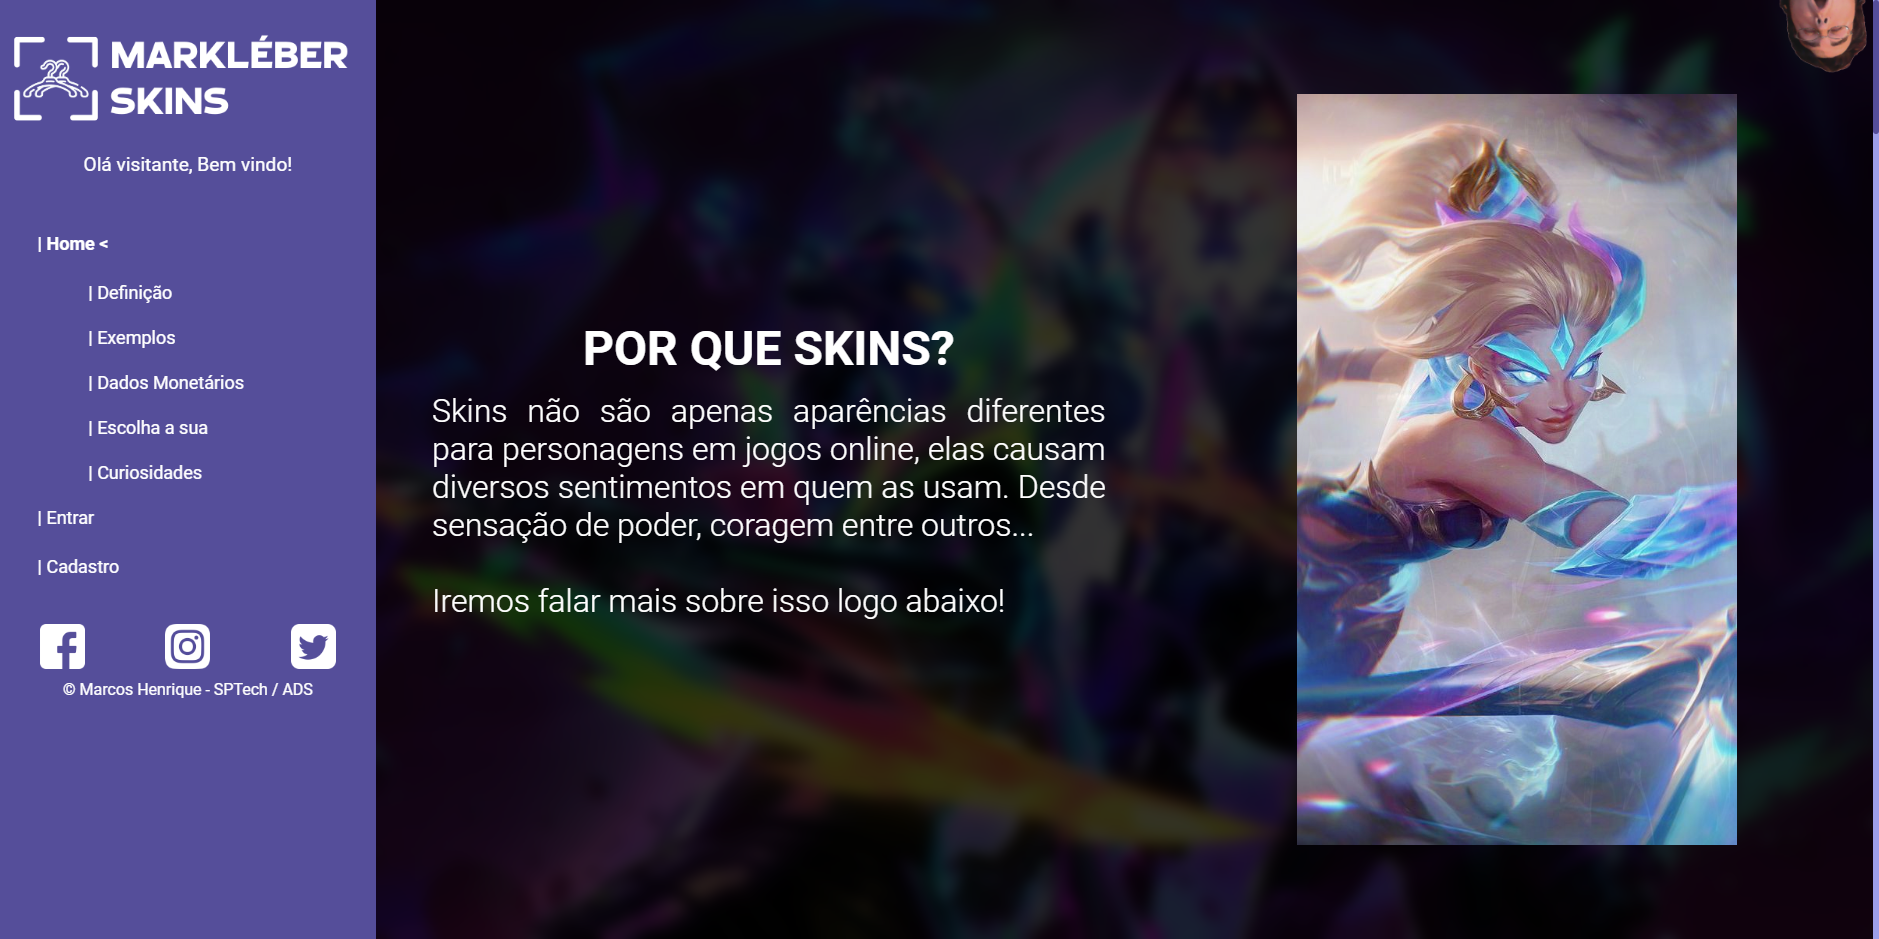 MARKLÉBER
SKINS
Olá visitante, Bem vindo!
| Home <
| Definição
| Exemplos
| Dados Monetários
| Escolha a sua
| Curiosidades
| Entrar
| Cadastro
© Marcos Henrique - SPTech / ADS
POR QUE SKINS?
Skins não são apenas aparências diferentes
para personagens em jogos online, elas causam
diversos sentimentos em quem as usam. Desde
sensação de poder, coragem entre outros...
Iremos falar mais sobre isso logo abaixo!